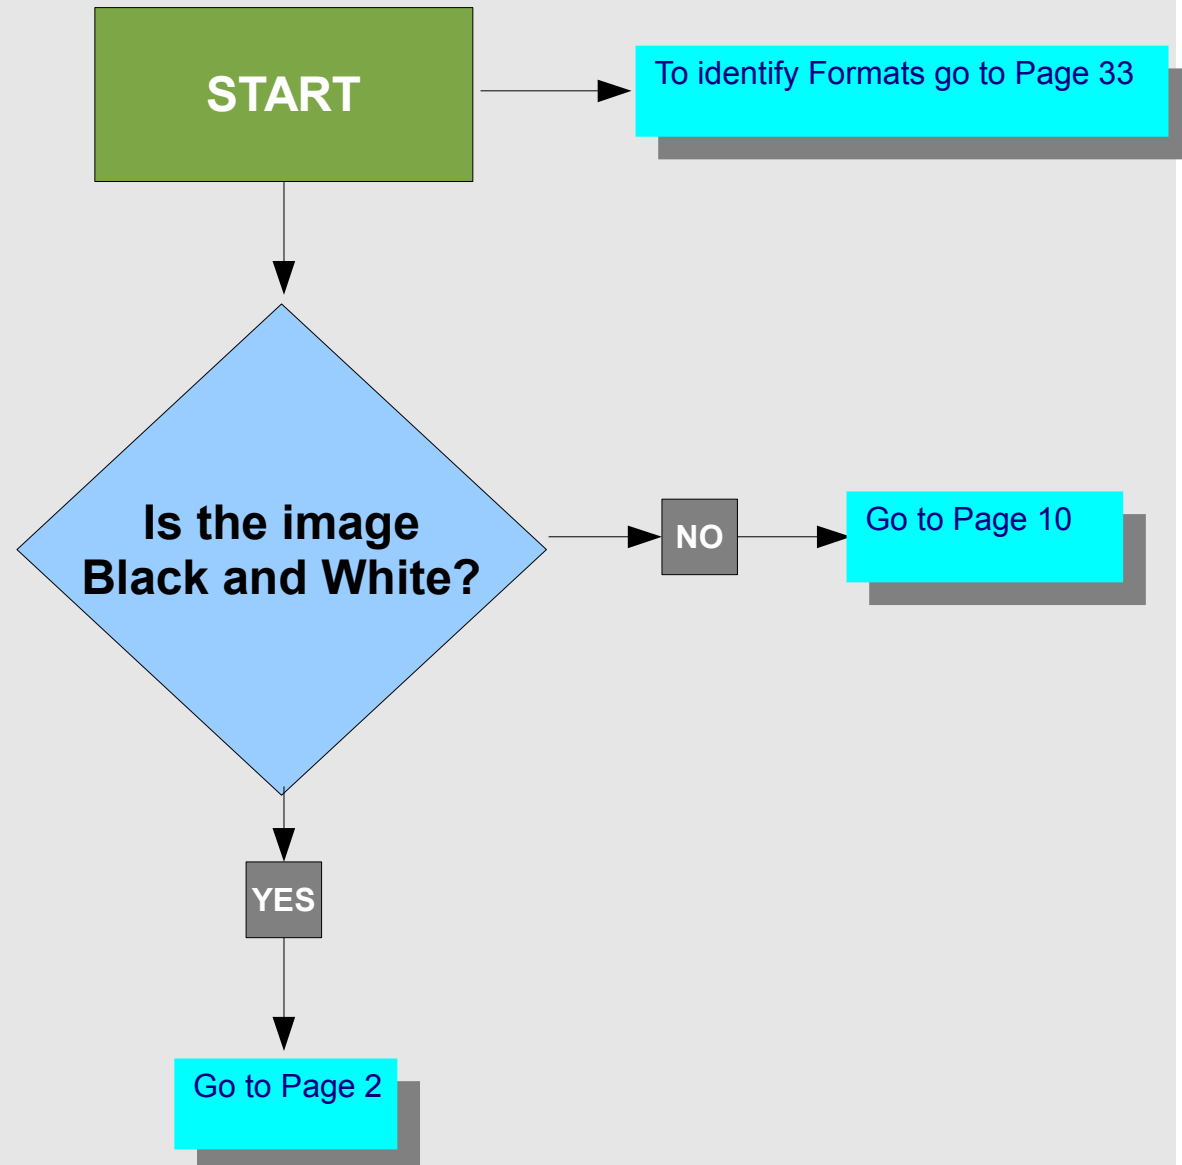 START
To identify Formats go to Page 33
Is the image
Black and White?
NO
Go to Page 10
YES
Go to Page 2